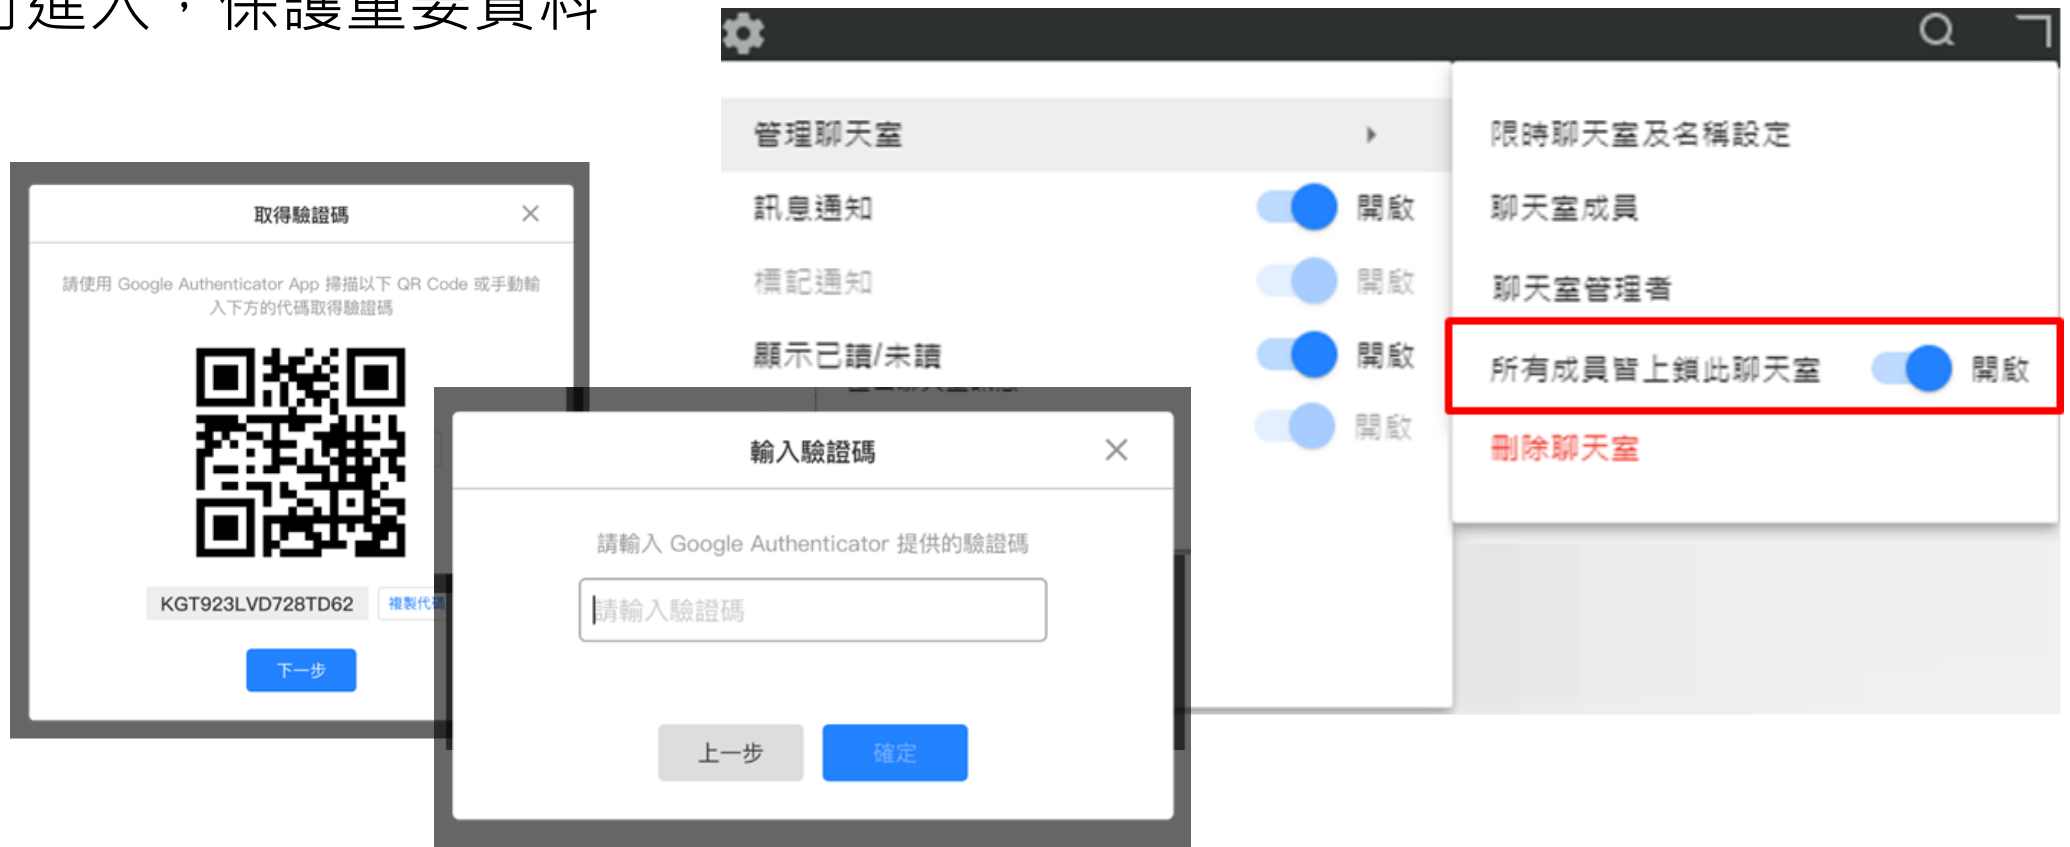 進入，保護重要資料
管理聊天室
訊息通知 開啟
標記通知 開啟
顯示已讀/未讀 開啟
開啟
限時聊天室及名稱設定
聊天室成員
聊天室管理者
所有成員皆上鎖此聊天室 開啟
刪除聊天室
取得驗證碼
請使用 Google Authenticator App 掃描以下 QR Code 或手動輸
入下方的代碼取得驗證碼
KGT923LVD728TD62 複製代碼
下一步
輸入驗證碼
請輸入 Google Authenticator 提供的驗證碼
請輸入驗證碼
上一步 確定